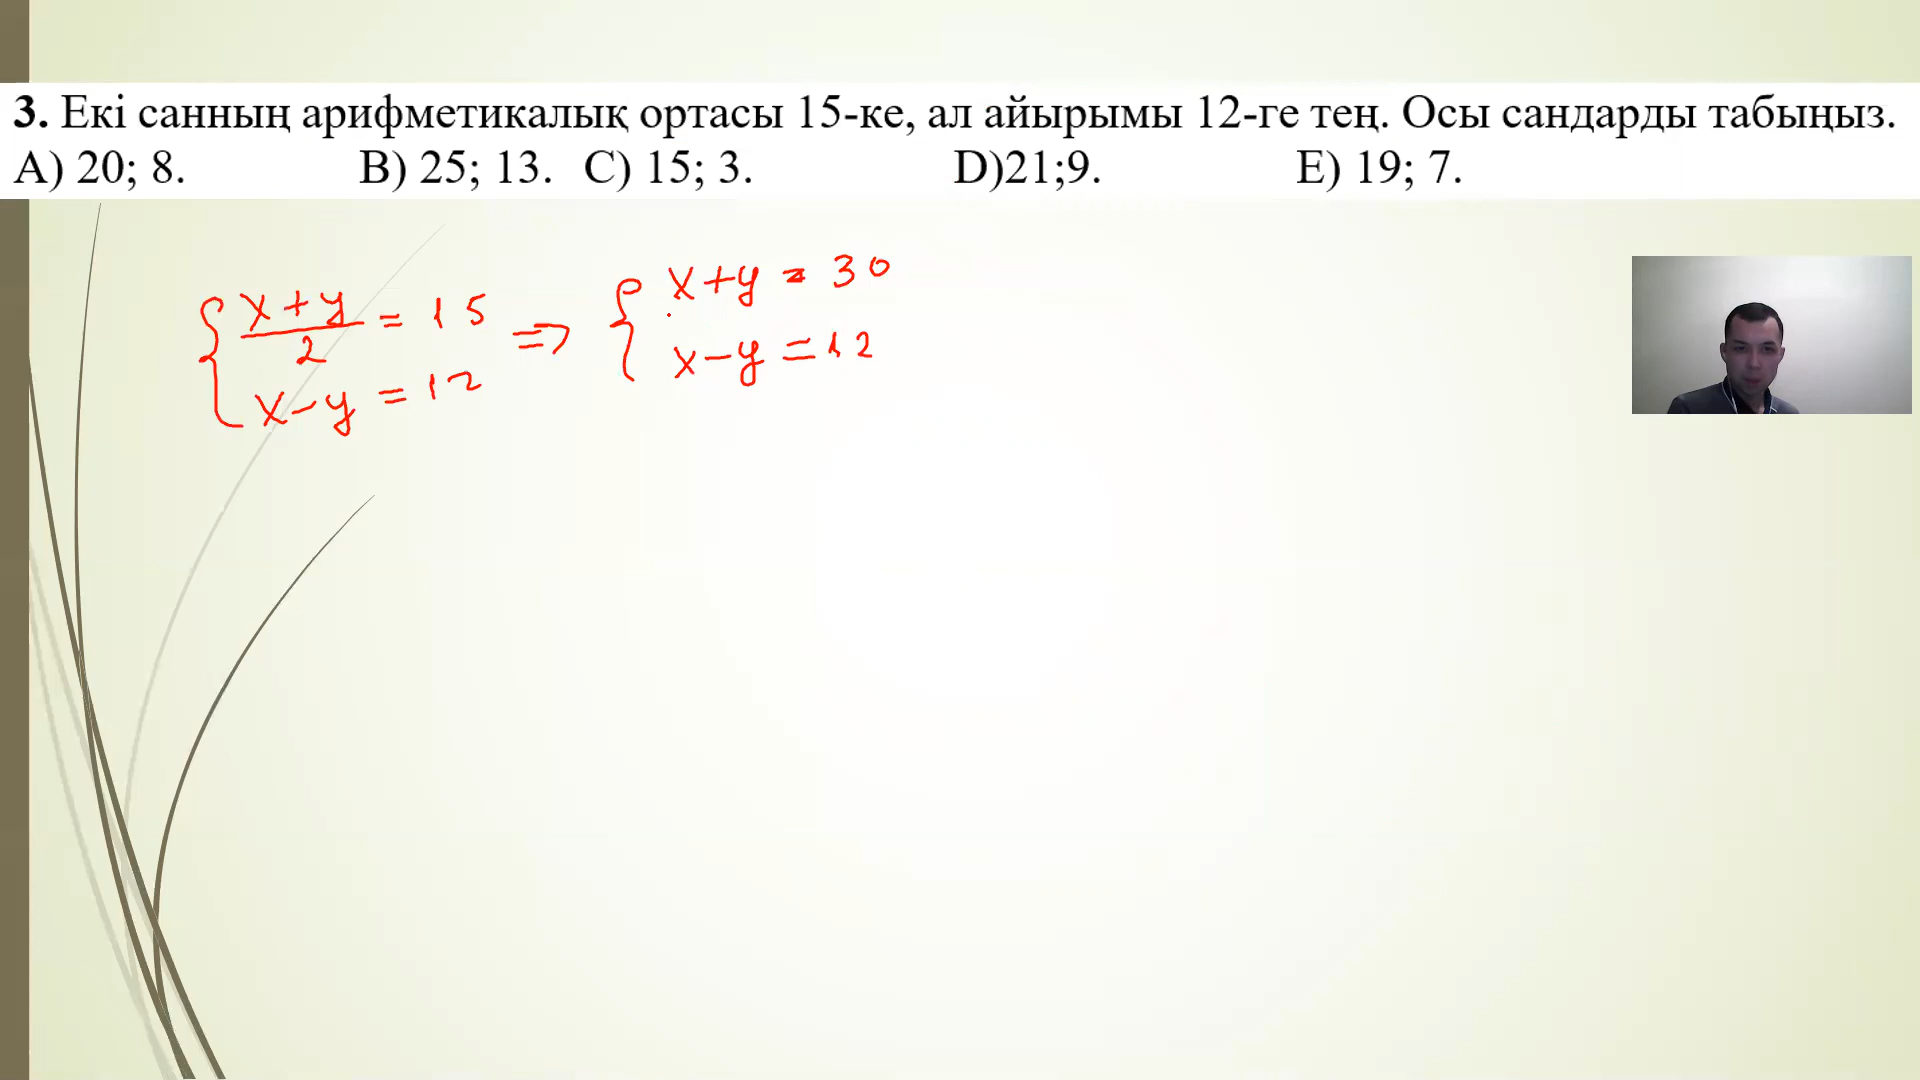 3. Екі санның арифметикалық ортасы 15-ке, ал айырымы 12-ге тең. Осы сандарды табыңыз.
A) 20; 8. B) 25; 13. C) 15; 3. D)21;9. E) 19; 7.
{ x+y/2 = 15 => { x+y = 30
x-y = 12 x-y = 12